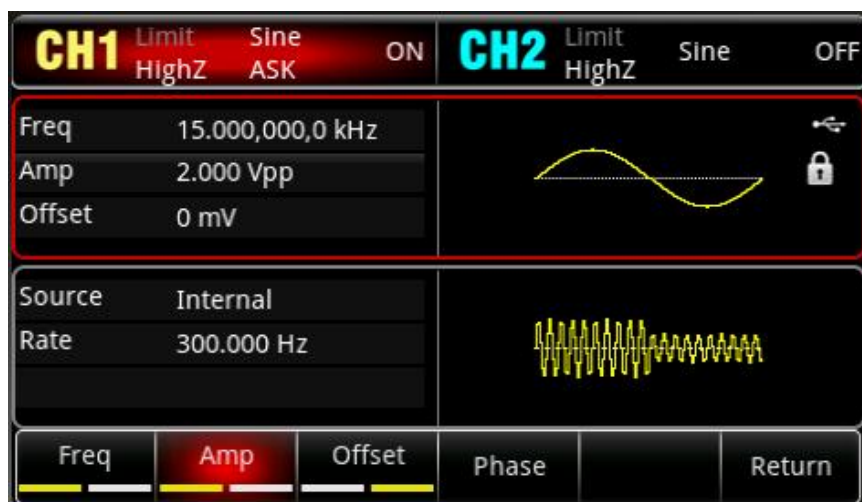 CH1 Limit Sine ON CH2 Limit Sine OFF
HighZ ASK HighZ
Freq 15.000,000,0 kHz
Amp 2.000 Vpp
Offset 0 mV
Source Internal
Rate 300.000 Hz
Freq Amp Offset Phase Return